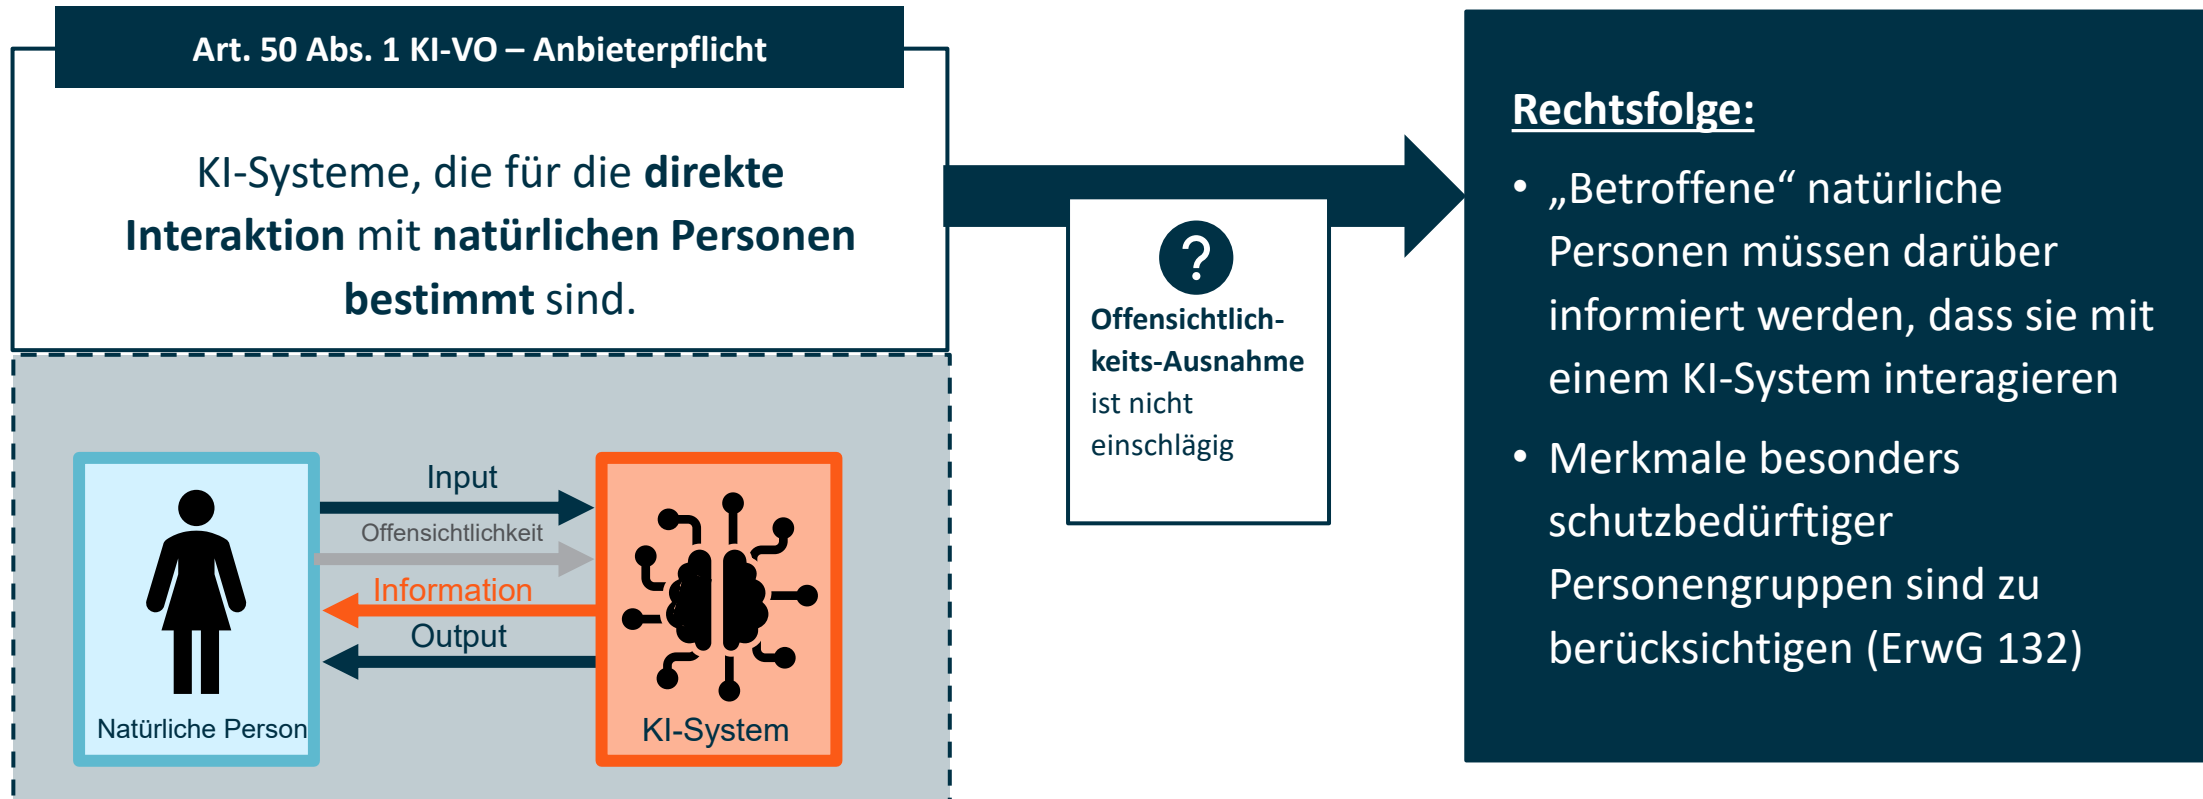 Art. 50 Abs. 1 KI-VO – Anbieterpflicht
KI-Systeme, die für die direkte
Interaktion mit natürlichen Personen
bestimmt sind.
Input
Offensichtlichkeit
Information
Output
Natürliche Person
KI-System
?
Offensichtlich-
keits-Ausnahme
ist nicht
einschlägig
Rechtsfolge:
• „Betroffene“ natürliche
Personen müssen darüber
informiert werden, dass sie mit
einem KI-System interagieren
• Merkmale besonders
schutzbedürftiger
Personengruppen sind zu
berücksichtigen (ErwG 132)